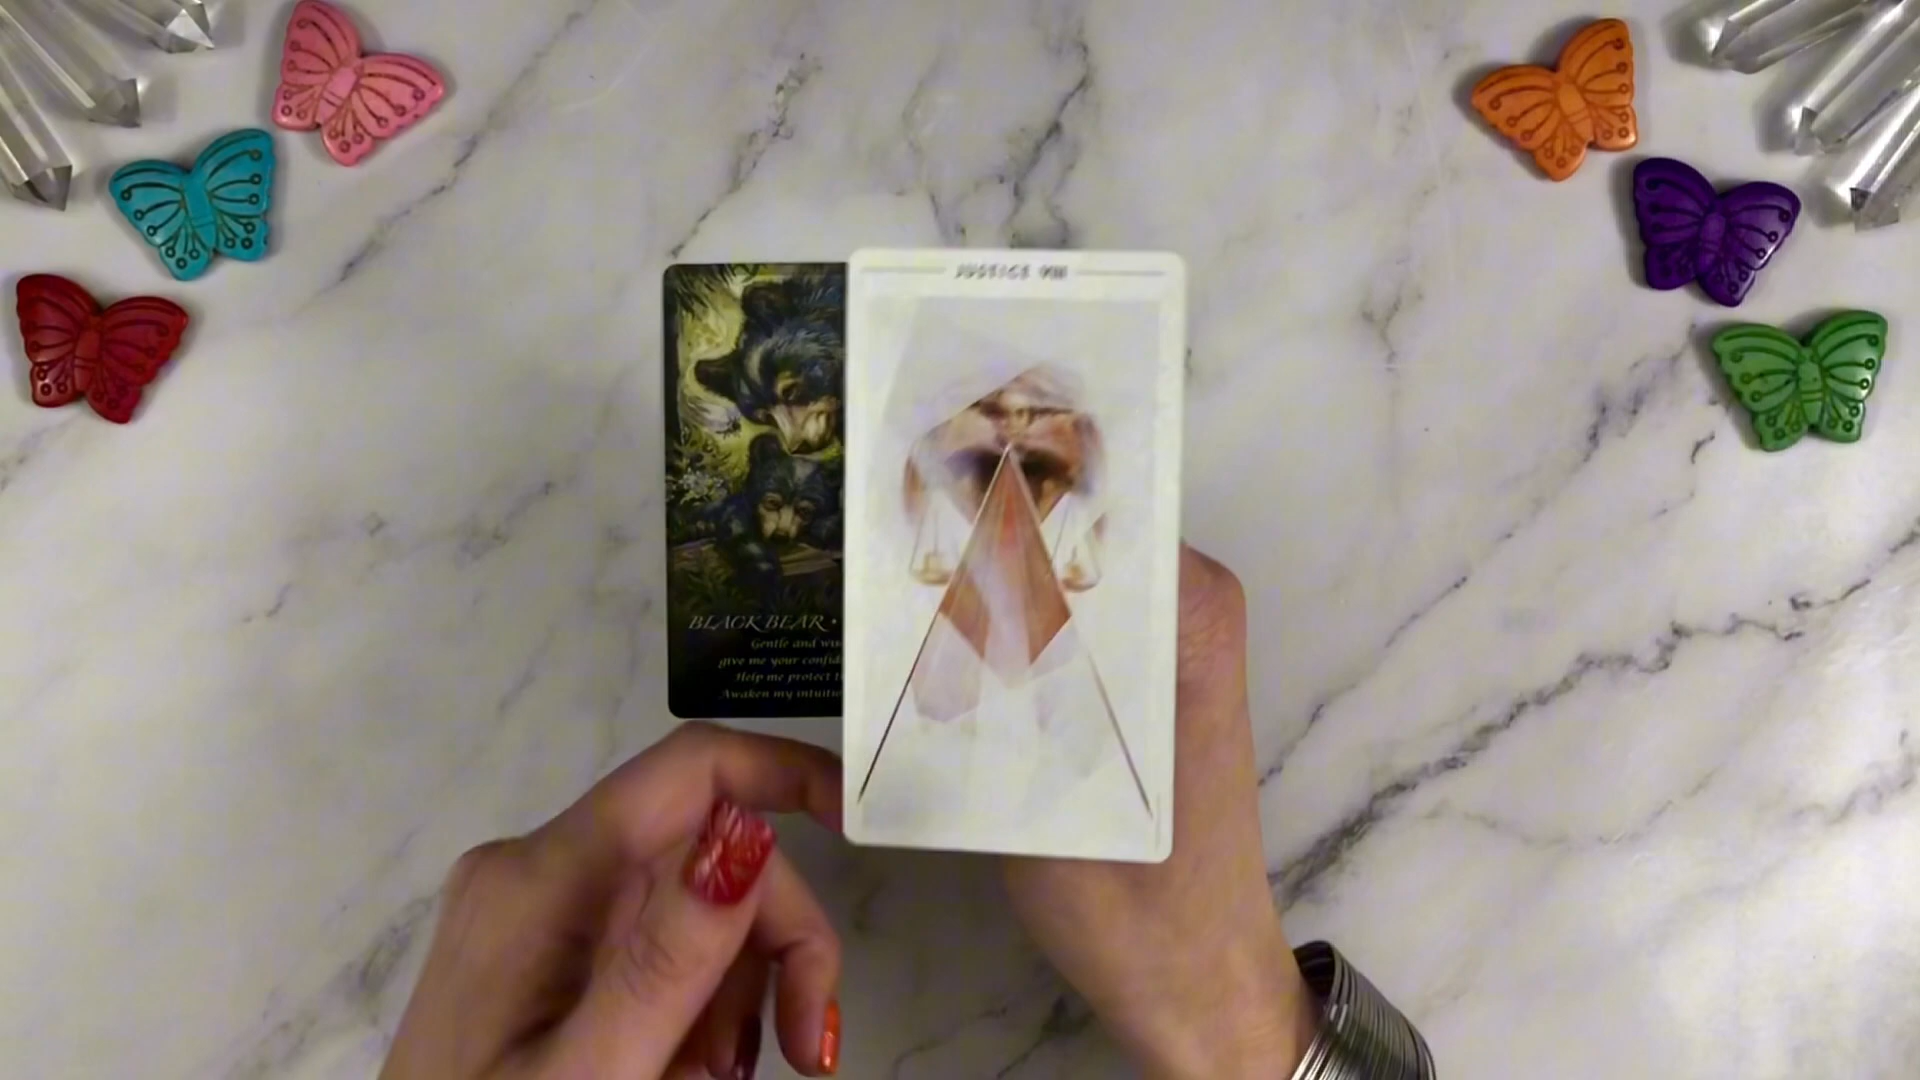 JUSTICE VIII
BLACK BEAR •
Gentle and wis
give me your confid
Help me protect t
Awaken my intuitio